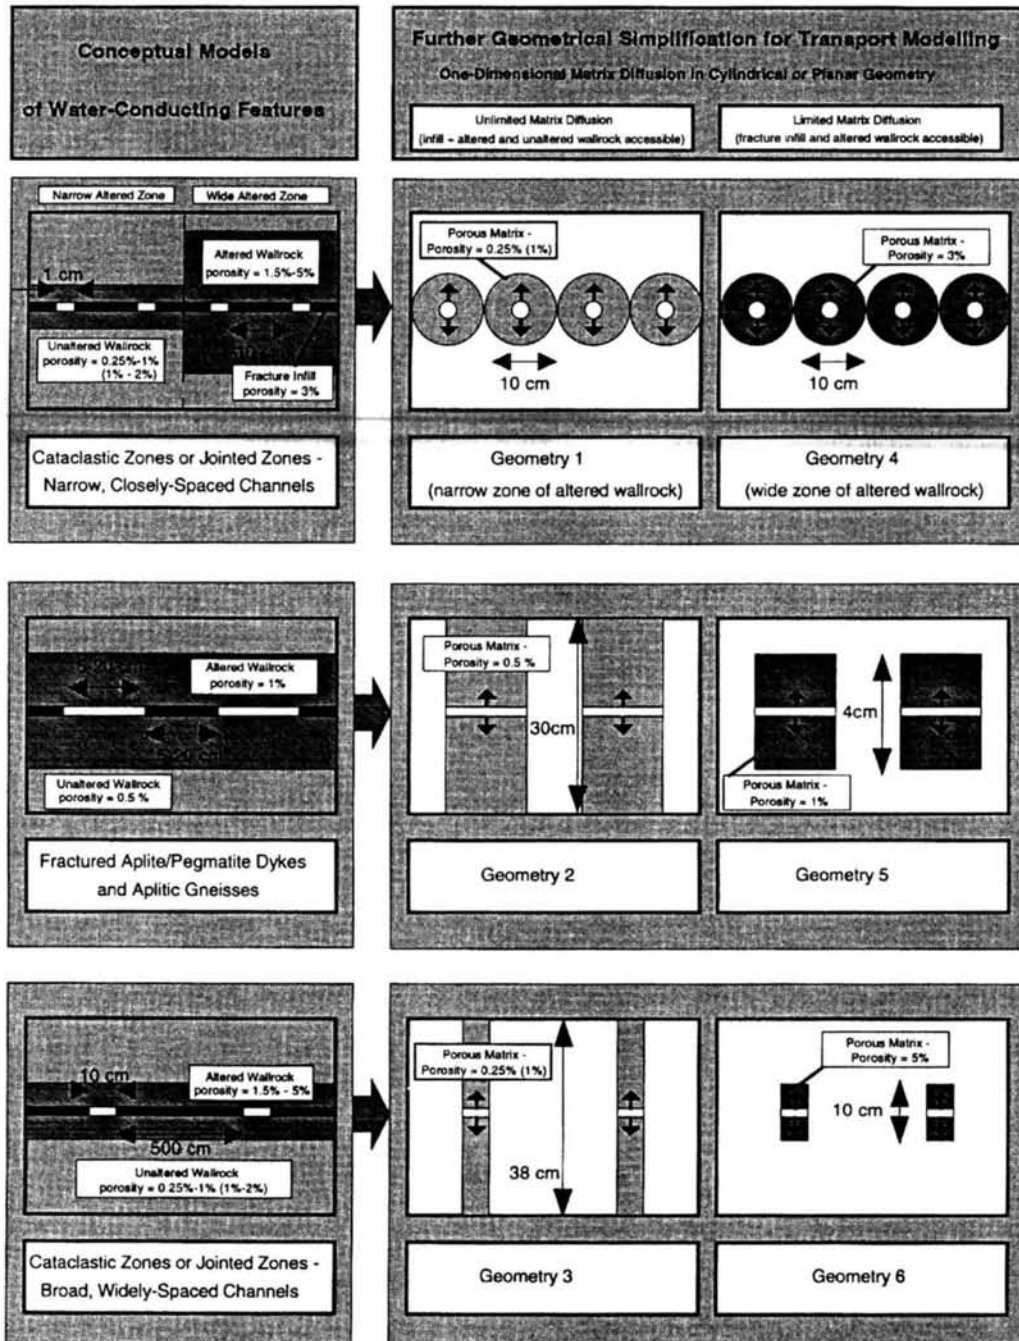 Conceptual Models
of Water-Conducting Features
Further Geometrical Simplification for Transport Modelling
One-Dimensional Matrix Diffusion in Cylindrical or Planar Geometry
Unlimited Matrix Diffusion
(infill + altered and unaltered wallrock accessible)
Limited Matrix Diffusion
(fracture infill and altered wallrock accessible)
Narrow Altered Zone
Wide Altered Zone
Altered Wallrock
porosity = 1.5%-5%
1 cm
Unaltered Wallrock
porosity = 0.25%-1%
(1% - 2%)
Fracture Infill
porosity = 3%
Cataclastic Zones or Jointed Zones -
Narrow, Closely-Spaced Channels
Porous Matrix -
Porosity = 0.25% (1%)
10 cm
Geometry 1
(narrow zone of altered wallrock)
Porous Matrix -
Porosity = 3%
10 cm
Geometry 4
(wide zone of altered wallrock)
Altered Wallrock
porosity = 1%
Unaltered Wallrock
porosity = 0.5 %
Fractured Aplite/Pegmatite Dykes
and Aplitic Gneisses
Porous Matrix -
Porosity = 0.5 %
30cm
Geometry 2
4cm
Porous Matrix -
Porosity = 1%
Geometry 5
10 cm
Altered Wallrock
porosity = 1.5% - 5%
500 cm
Unaltered Wallrock
porosity = 0.25%-1% (1%-2%)
Cataclastic Zones or Jointed Zones -
Broad, Widely-Spaced Channels
Porous Matrix -
Porosity = 0.25% (1%)
38 cm
Geometry 3
Porous Matrix -
Porosity = 5%
10 cm
Geometry 6